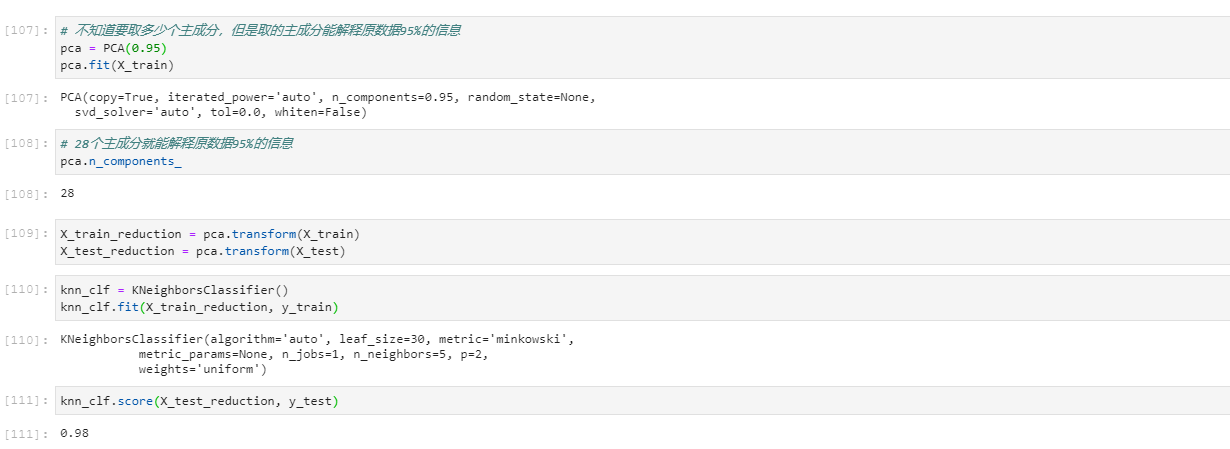 [107]: # 不知道要取多少个主成分，但是取的主成分能解释原数据95%的信息
pca = PCA(0.95)
pca.fit(X_train)
[107]: PCA(copy=True, iterated_power='auto', n_components=0.95, random_state=None,
svd_solver='auto', tol=0.0, whiten=False)
[108]: # 28个主成分就能解释原数据95%的信息
pca.n_components_
[108]: 28
[109]: X_train_reduction = pca.transform(X_train)
X_test_reduction = pca.transform(X_test)
[110]: knn_clf = KNeighborsClassifier()
knn_clf.fit(X_train_reduction, y_train)
[110]: KNeighborsClassifier(algorithm='auto', leaf_size=30, metric='minkowski',
metric_params=None, n_jobs=1, n_neighbors=5, p=2,
weights='uniform')
[111]: knn_clf.score(X_test_reduction, y_test)
[111]: 0.98